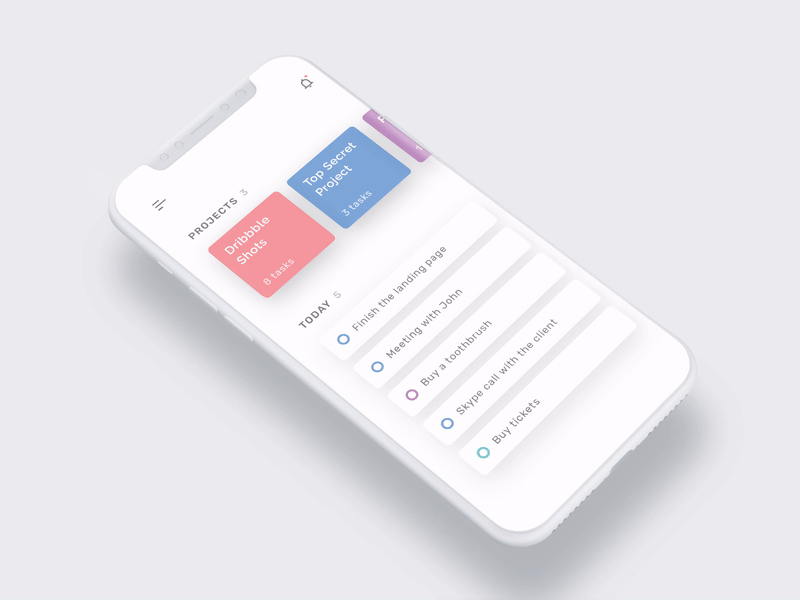 PROJECTS 3
Dribbble
Shots
8 tasks
Top Secret
Project
3 tasks
TODAY 5
Finish the landing page
Meeting with John
Buy a toothbrush
Skype call with the client
Buy tickets